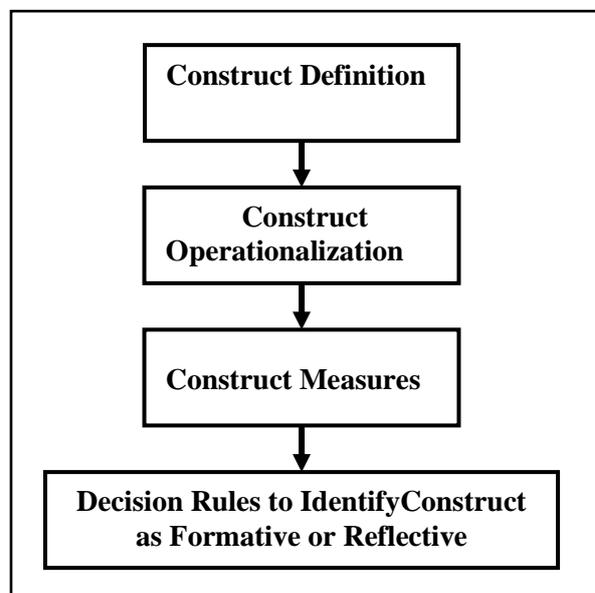 Construct Definition
Construct
Operationalization
Construct Measures
Decision Rules to IdentifyConstruct
as Formative or Reflective